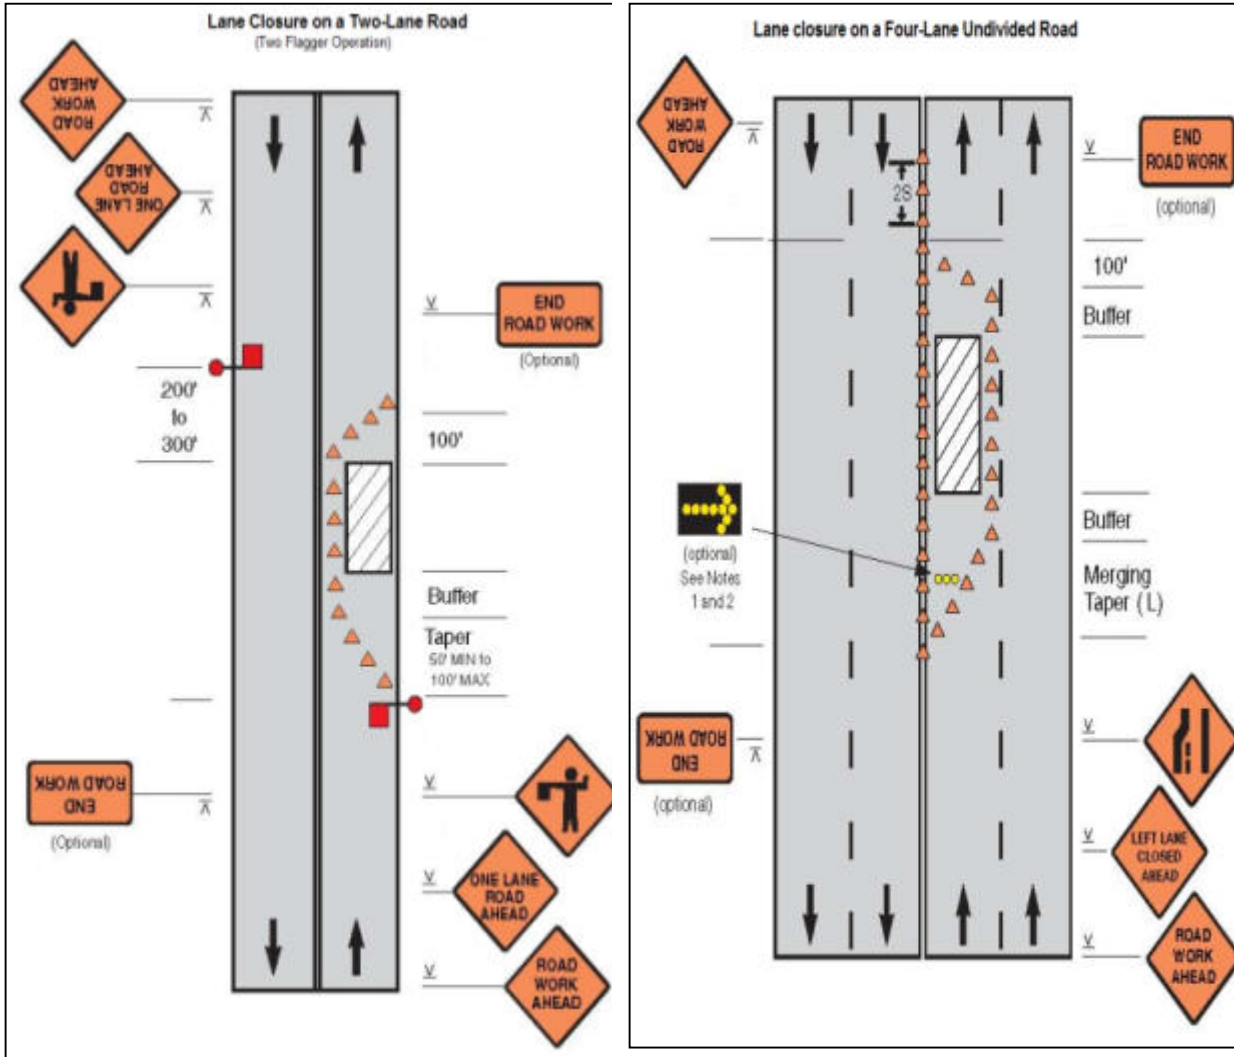 Lane Closure on a Two-Lane Road
(Two Flagger Operation)
ROAD
WORK
AHEAD
ONE LANE
ROAD
AHEAD
END
ROAD WORK
(Optional)
200'
to
300'
100'
Buffer
Taper
50' MIN to
100' MAX
END
ROAD WORK
(Optional)
ONE LANE
ROAD
AHEAD
ROAD
WORK
AHEAD
Lane closure on a Four-Lane Undivided Road
ROAD
WORK
AHEAD
END
ROAD WORK
(optional)
2S
100'
Buffer
(optional)
See Notes
1 and 2
Buffer
Merging
Taper (L)
END
ROAD WORK
(optional)
LEFT LANE
CLOSED
AHEAD
ROAD
WORK
AHEAD